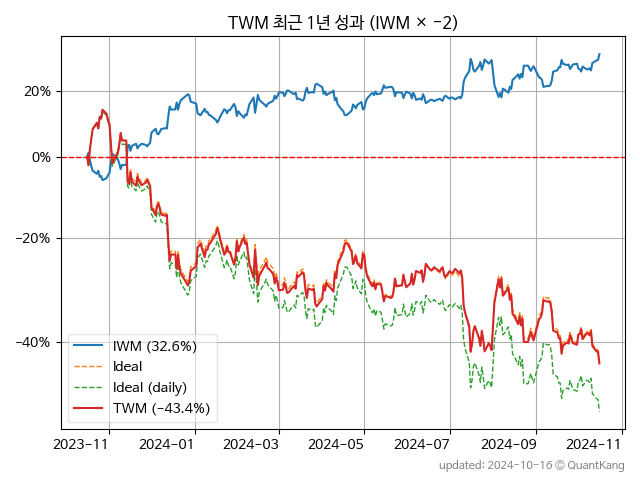 TWM 최근 1년 성과 (IWM × −2)
20%
0%
−20%
−40%
IWM (32.6%)
Ideal
Ideal (daily)
TWM (−43.4%)
2023−11
2024−01
2024−03
2024−05
2024−07
2024−09
2024−11
updated: 2024-10-16 © QuantKang